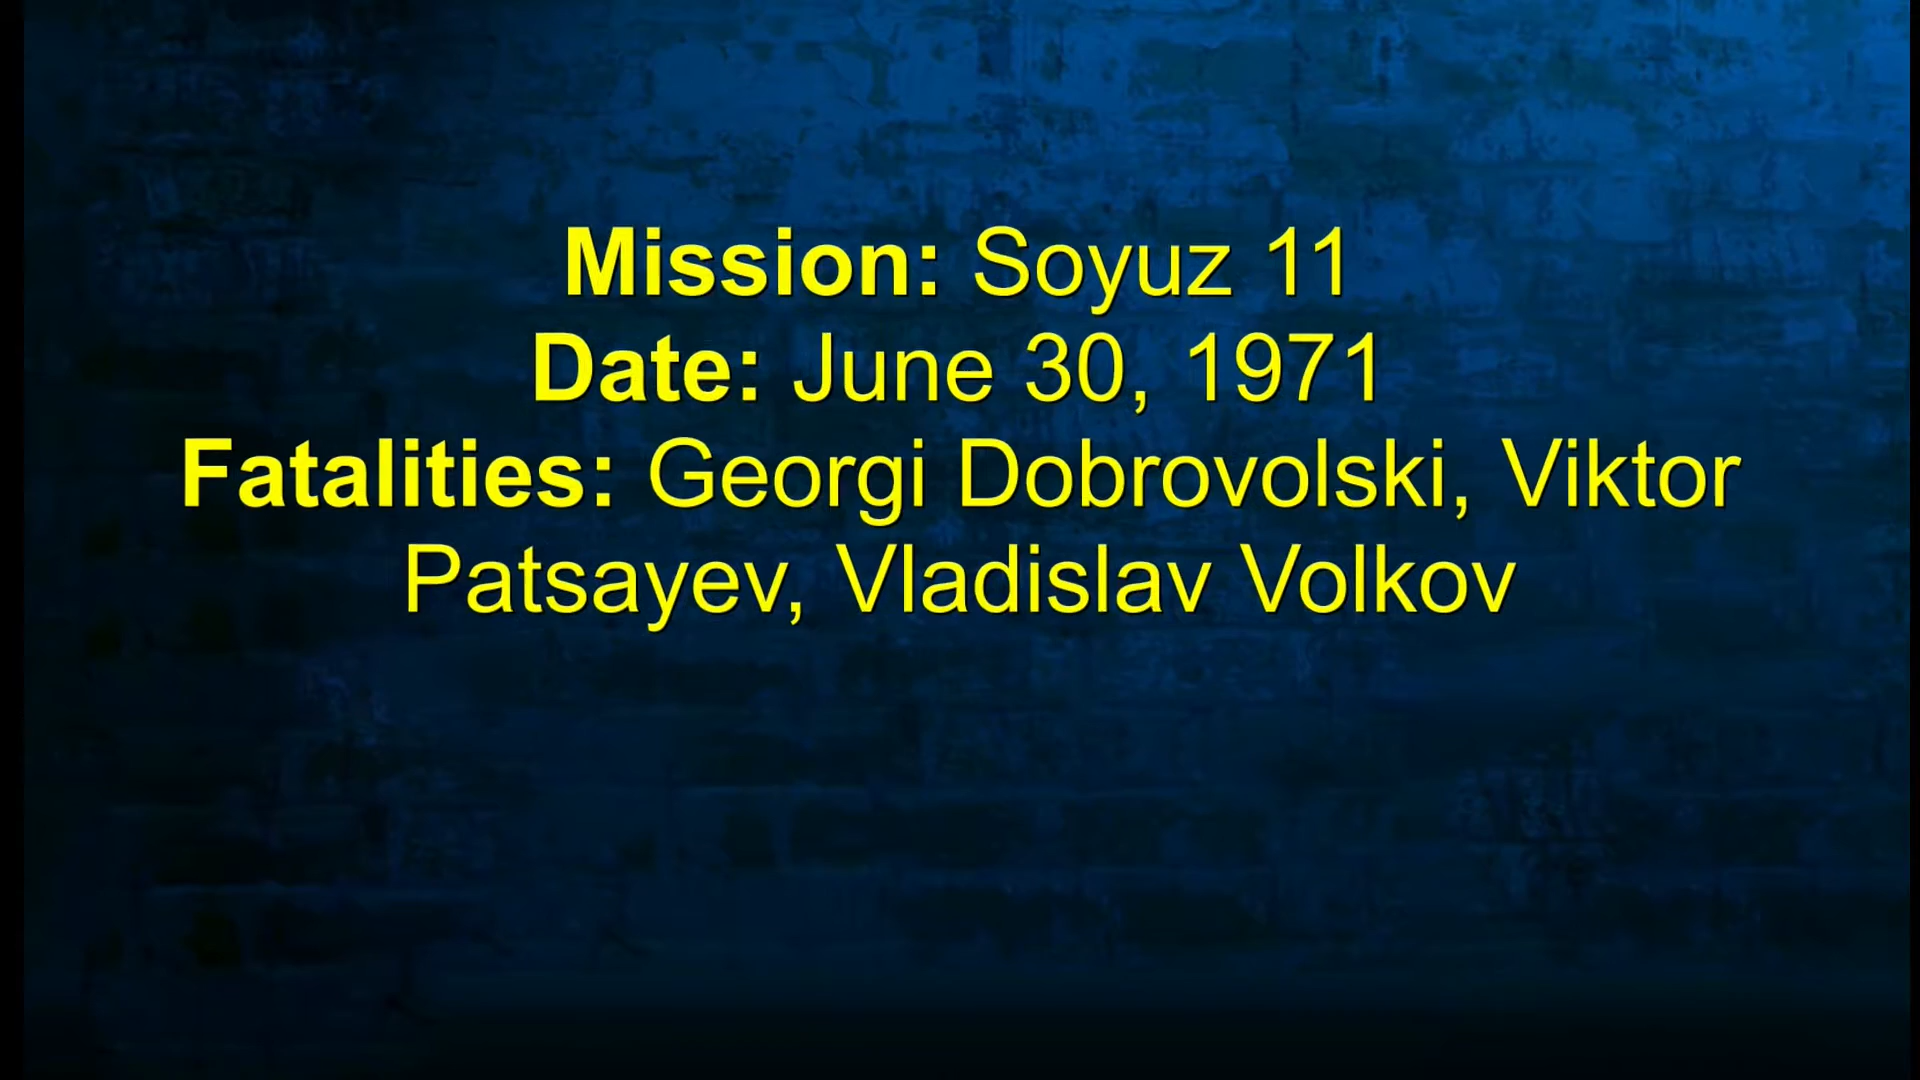 Mission: Soyuz 11
Date: June 30, 1971
Fatalities: Georgi Dobrovolski, Viktor
Patsayev, Vladislav Volkov